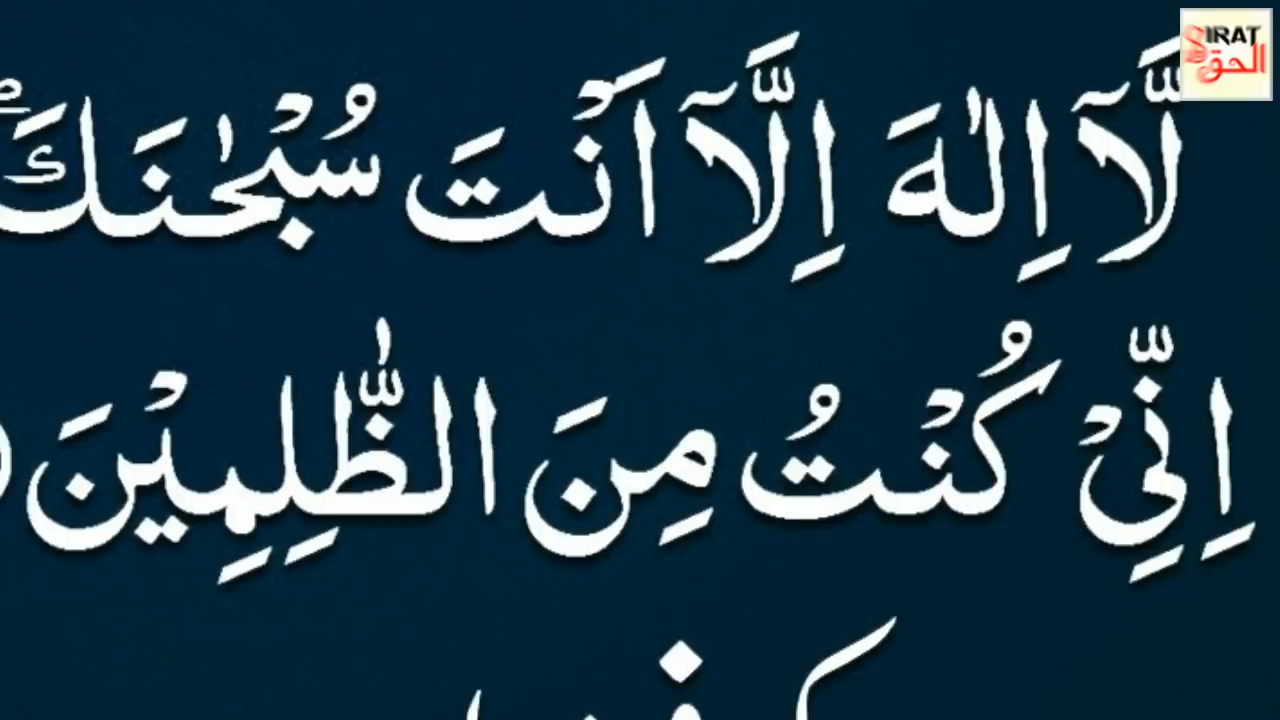 SIRAT
الحق
لَّآ اِلٰهَ اِلَّآ اَنْتَ سُبْحٰنَكَ
اِنِّيْ كُنْتُ مِنَ الظّٰلِمِيْنَ